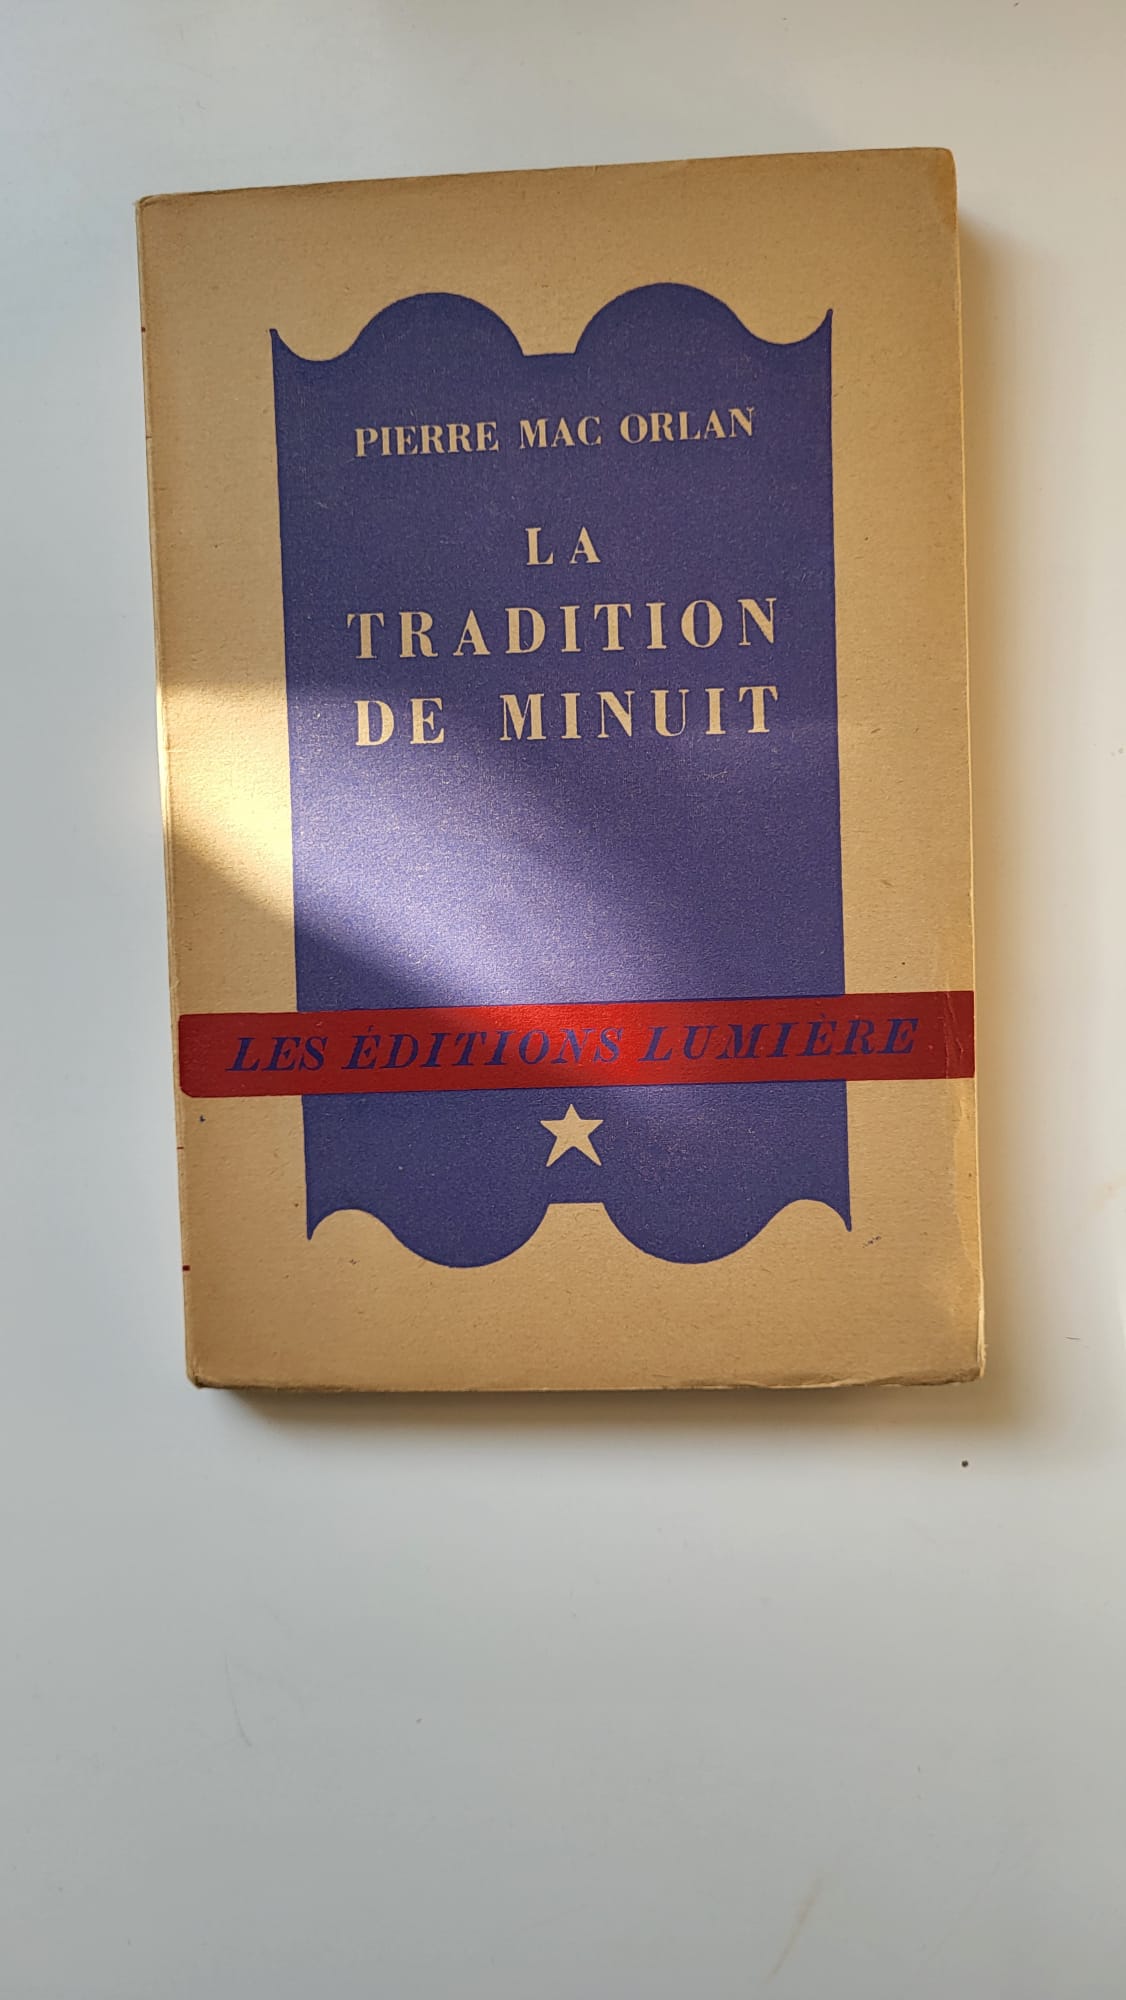 PIERRE MAC ORLAN
LA
TRADITION
DE MINUIT
LES ÉDITIONS LUMIÈRE